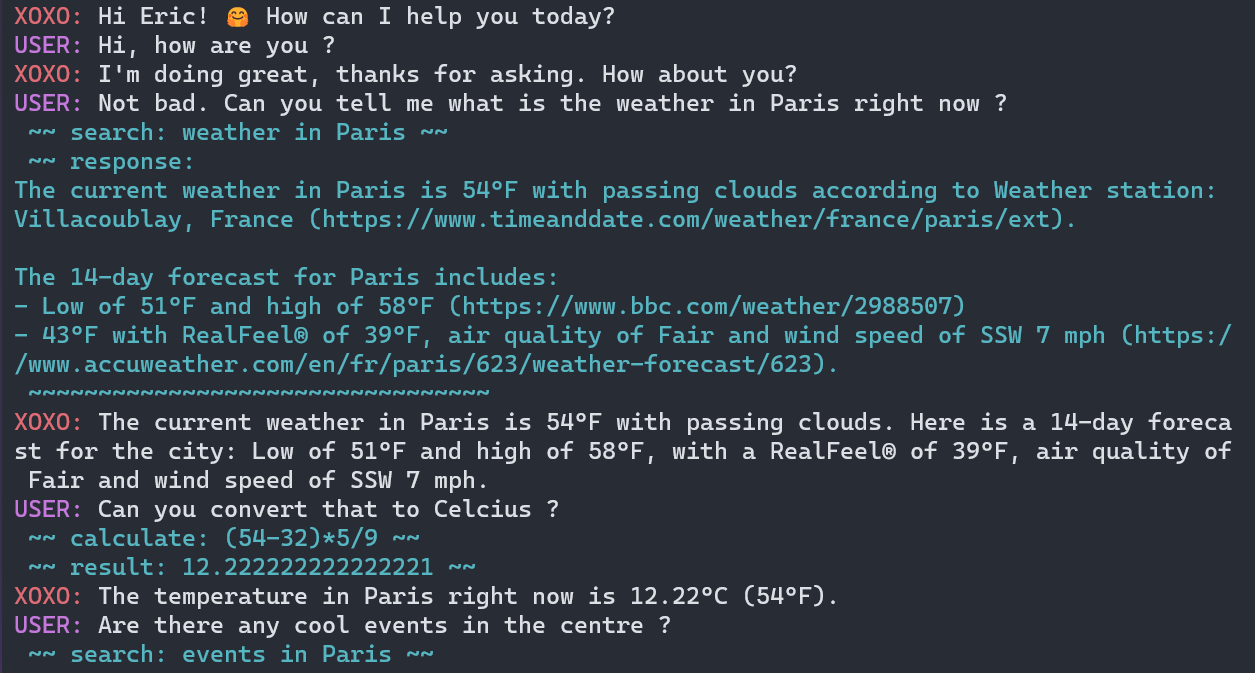 XOXO: Hi Eric! 🤗 How can I help you today?
USER: Hi, how are you ?
XOXO: I'm doing great, thanks for asking. How about you?
USER: Not bad. Can you tell me what is the weather in Paris right now ?
~~ search: weather in Paris ~~
~~ response:
The current weather in Paris is 54°F with passing clouds according to Weather station:
Villacoublay, France (https://www.timeanddate.com/weather/france/paris/ext).
The 14-day forecast for Paris includes:
- Low of 51°F and high of 58°F (https://www.bbc.com/weather/2988507)
- 43°F with RealFeel® of 39°F, air quality of Fair and wind speed of SSW 7 mph (https:/
/www.accuweather.com/en/fr/paris/623/weather-forecast/623).
~~~~~~~~~~~~~~~~~~~~~~~~~~~~~~~~~
XOXO: The current weather in Paris is 54°F with passing clouds. Here is a 14-day foreca
st for the city: Low of 51°F and high of 58°F, with a RealFeel® of 39°F, air quality of
Fair and wind speed of SSW 7 mph.
USER: Can you convert that to Celcius ?
~~ calculate: (54-32)*5/9 ~~
~~ result: 12.222222222222221 ~~
XOXO: The temperature in Paris right now is 12.22°C (54°F).
USER: Are there any cool events in the centre ?
~~ search: events in Paris ~~